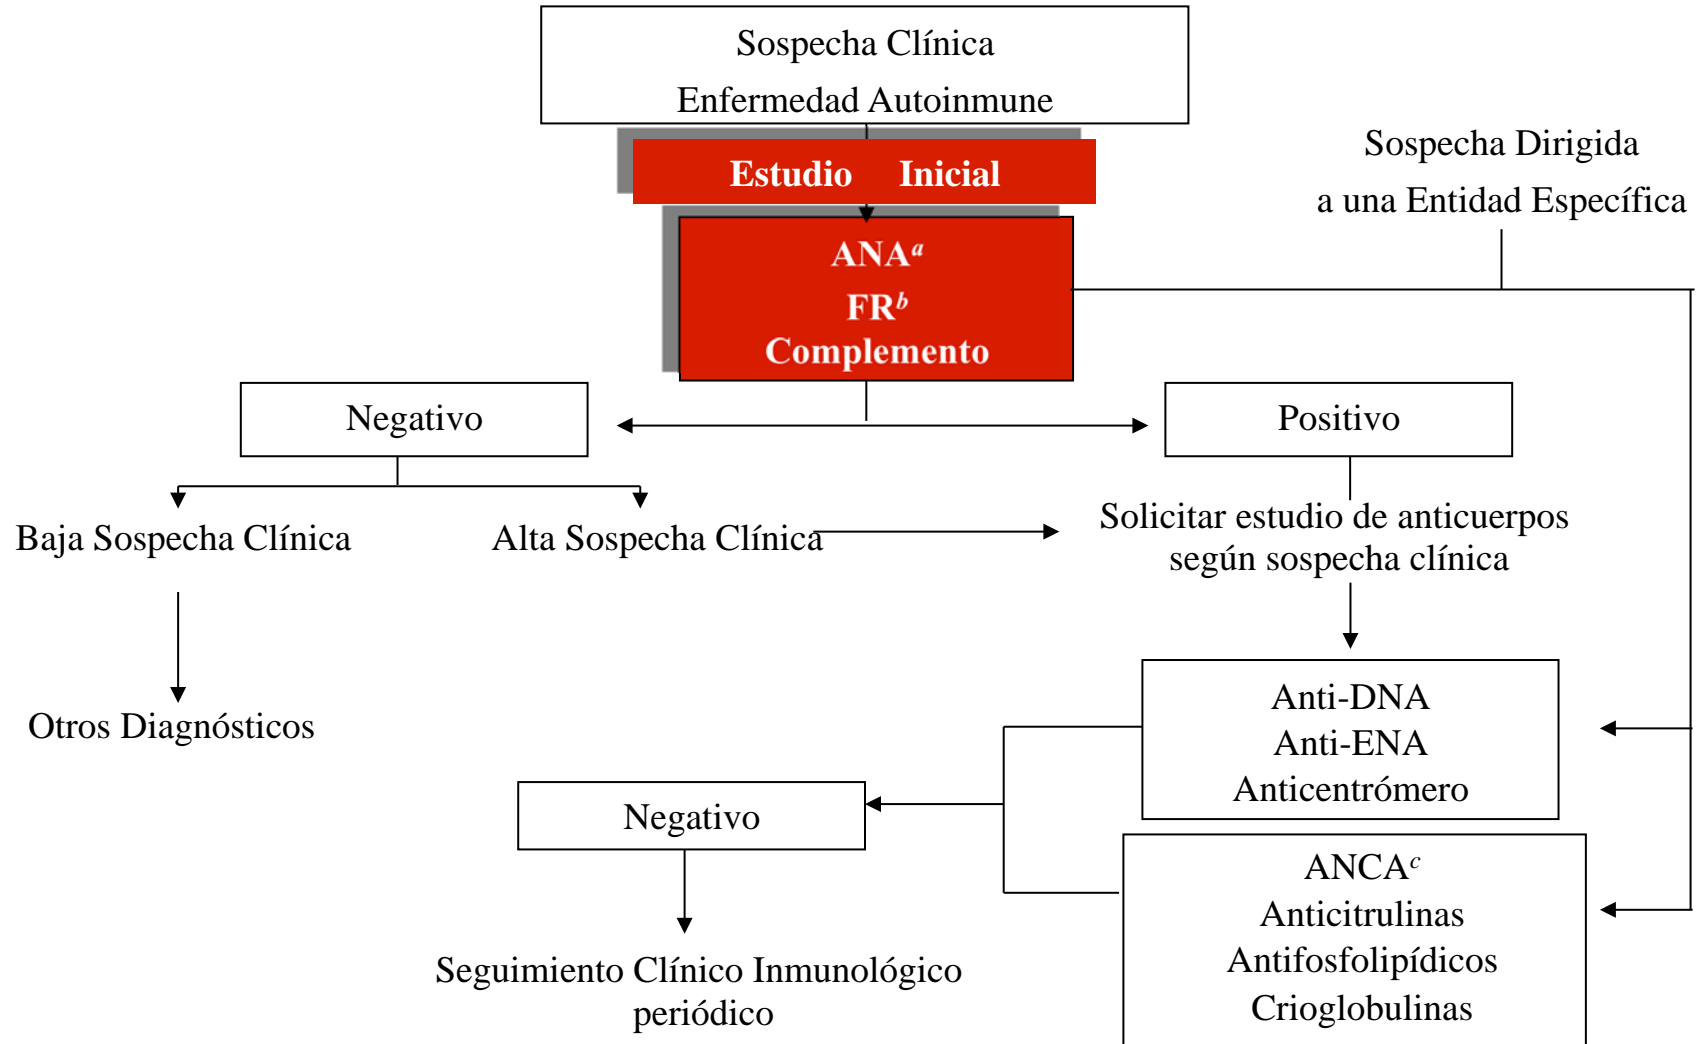 Sospecha Clínica
Enfermedad Autoinmune
Sospecha Dirigida
a una Entidad Específica
Estudio Inicial
ANAᵃ
FRᵇ
Complemento
Negativo
Positivo
Baja Sospecha Clínica
Alta Sospecha Clínica
Solicitar estudio de anticuerpos
según sospecha clínica
Otros Diagnósticos
Anti-DNA
Anti-ENA
Anticentrómero
Negativo
ANCAᶜ
Anticitrulinas
Antifosfolipídicos
Crioglobulinas
Seguimiento Clínico Inmunológico
periódico